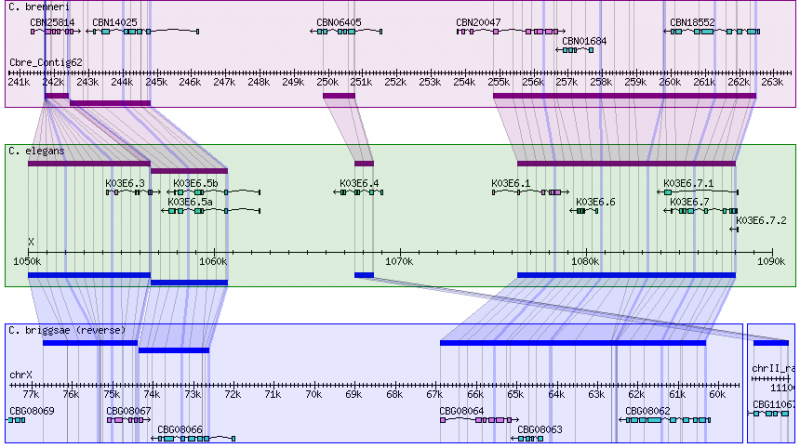 C. brenneri
CBN25814 CBN14025 CBN06405 CBN20047 CBN18552
CBN01684
Cbre_Contig62
241k 242k 243k 244k 245k 246k 247k 248k 249k 250k 251k 252k 253k 254k 255k 256k 257k 258k 259k 260k 261k 262k 263k
C. elegans
K03E6.3 K03E6.5b K03E6.4 K03E6.1 K03E6.7.1
K03E6.5a K03E6.6 K03E6.7
K03E6.7.2
X
1050k 1060k 1070k 1080k 1090k
C. briggsae (reverse)
chrX chrII_ra
77k 76k 75k 74k 73k 72k 71k 70k 69k 68k 67k 66k 65k 64k 63k 62k 61k 60k
CBG08069 CBG08067 CBG08064 CBG08062
CBG08066 CBG08063